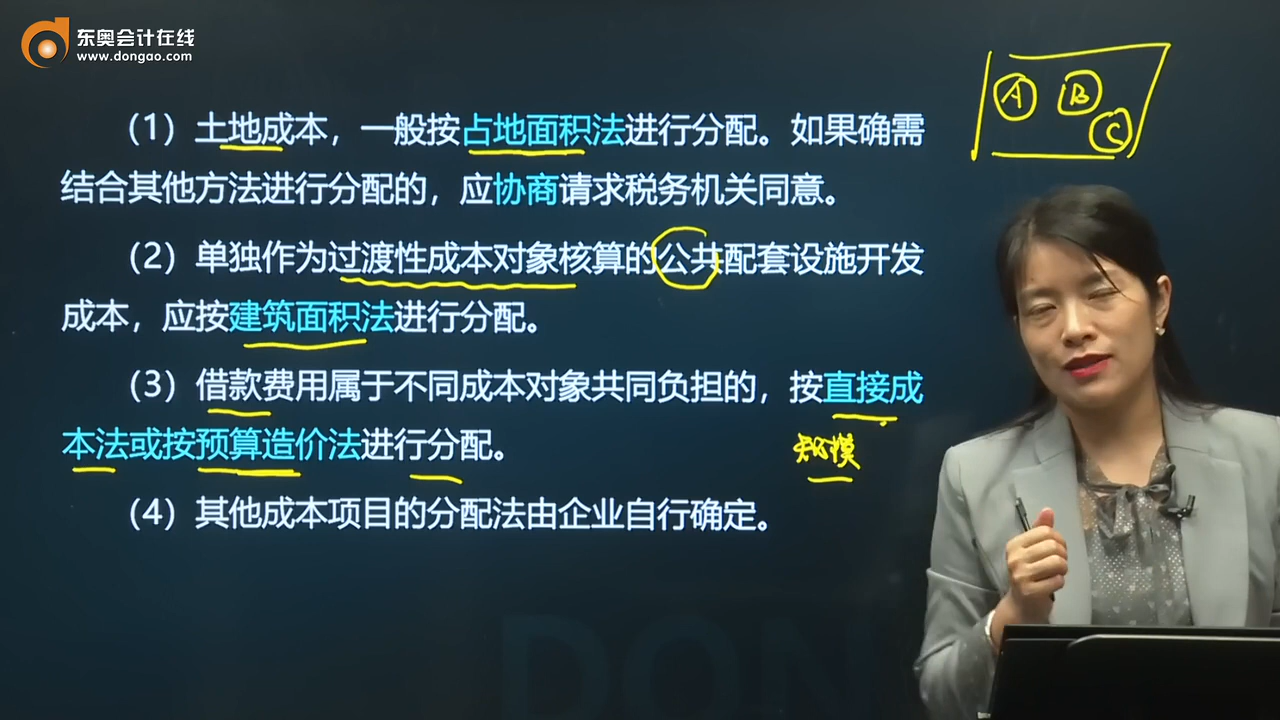 东奥会计在线
www.dongao.com
A B C
（1）土地成本，一般按占地面积法进行分配。如果确需
结合其他方法进行分配的，应协商请求税务机关同意。
（2）单独作为过渡性成本对象核算的公共配套设施开发
成本，应按建筑面积法进行分配。
（3）借款费用属于不同成本对象共同负担的，按直接成
本法或按预算造价法进行分配。
（4）其他成本项目的分配法由企业自行确定。
DON